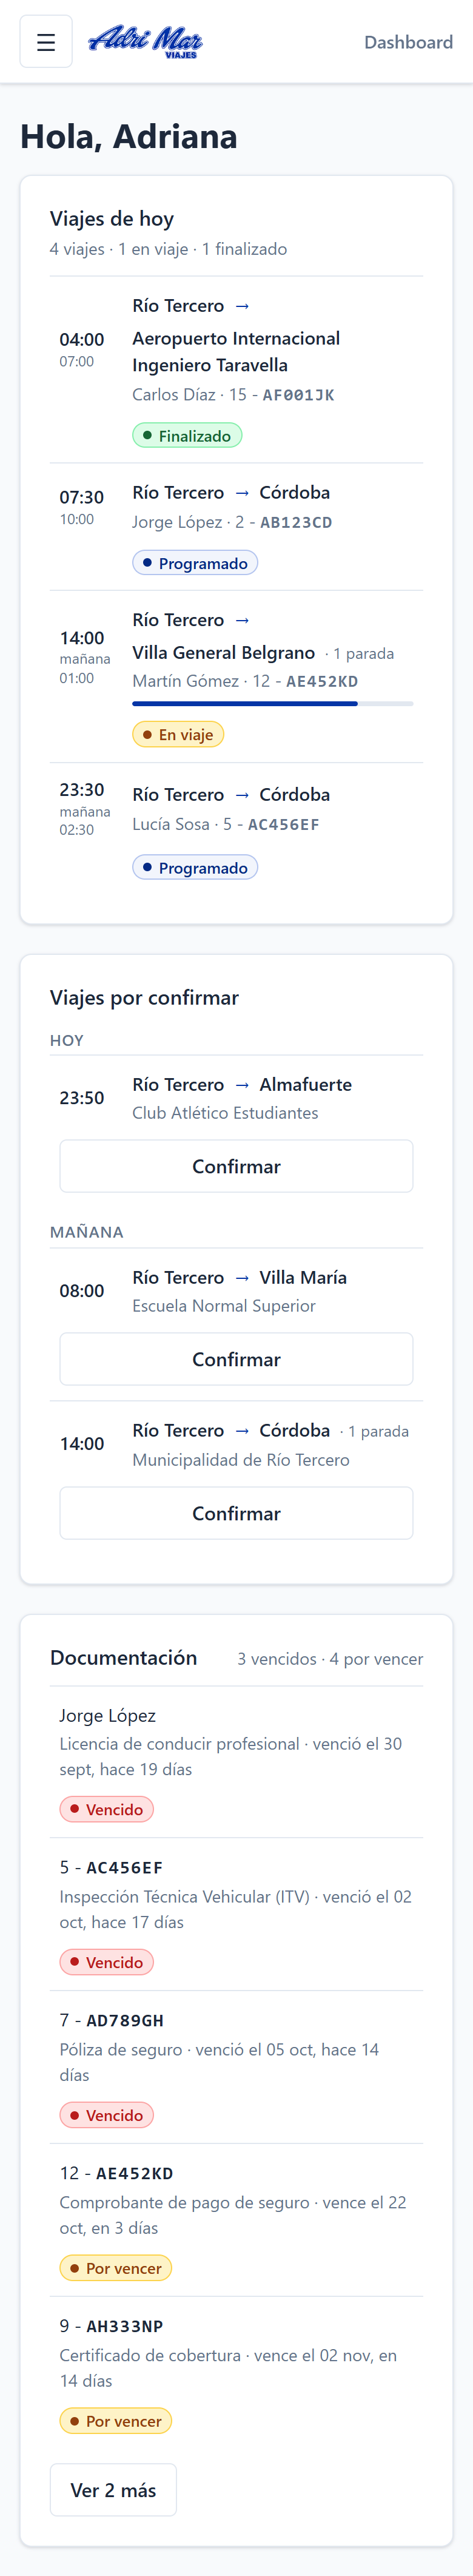 ☰ Adri Mar VIAJES Dashboard
Hola, Adriana
Viajes de hoy
4 viajes · 1 en viaje · 1 finalizado
04:00
07:00
Río Tercero →
Aeropuerto Internacional
Ingeniero Taravella
Carlos Díaz · 15 - AF001JK
Finalizado
07:30
10:00
Río Tercero → Córdoba
Jorge López · 2 - AB123CD
Programado
14:00
mañana
01:00
Río Tercero →
Villa General Belgrano · 1 parada
Martín Gómez · 12 - AE452KD
En viaje
23:30
mañana
02:30
Río Tercero → Córdoba
Lucía Sosa · 5 - AC456EF
Programado
Viajes por confirmar
HOY
23:50
Río Tercero → Almafuerte
Club Atlético Estudiantes
Confirmar
MAÑANA
08:00
Río Tercero → Villa María
Escuela Normal Superior
Confirmar
14:00
Río Tercero → Córdoba · 1 parada
Municipalidad de Río Tercero
Confirmar
Documentación 3 vencidos · 4 por vencer
Jorge López
Licencia de conducir profesional · venció el 30
sept, hace 19 días
Vencido
5 - AC456EF
Inspección Técnica Vehicular (ITV) · venció el 02
oct, hace 17 días
Vencido
7 - AD789GH
Póliza de seguro · venció el 05 oct, hace 14
días
Vencido
12 - AE452KD
Comprobante de pago de seguro · vence el 22
oct, en 3 días
Por vencer
9 - AH333NP
Certificado de cobertura · vence el 02 nov, en
14 días
Por vencer
Ver 2 más